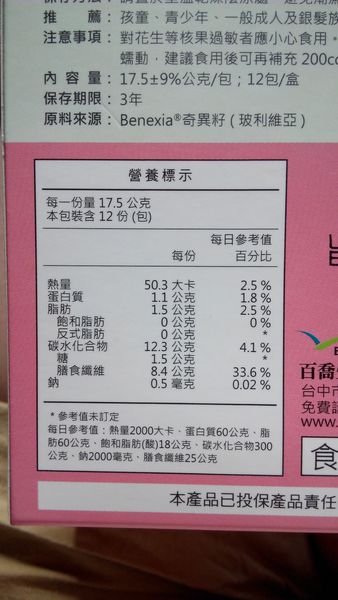 推　　薦：孩童、青少年、一般成人及銀髮族
注意事項：對花生等核果過敏者應小心食用。
蠕動，建議食用後可再補充 200cc
內 容 量：17.5±9%公克/包；12包/盒
保存期限：3年
原料來源：Benexia®奇異籽 ( 玻利維亞 )
營養標示
每一份量 17.5 公克
本包裝含 12 份 (包)
每份 每日參考值百分比
熱量 50.3 大卡 2.5 %
蛋白質 1.1 公克 1.8 %
脂肪 1.5 公克 2.5 %
飽和脂肪 0 公克 0 %
反式脂肪 0 公克 *
碳水化合物 12.3 公克 4.1 %
糖 1.5 公克 *
膳食纖維 8.4 公克 33.6 %
鈉 0.5 毫克 0.02 %
* 參考值未訂定
每日參考值：熱量2000大卡、蛋白質60公克、脂
肪60公克、飽和脂肪(酸)18公克、碳水化合物300
公克、鈉2000毫克、膳食纖維25公克
百喬
台中市
免費
www.
食
本產品已投保產品責任